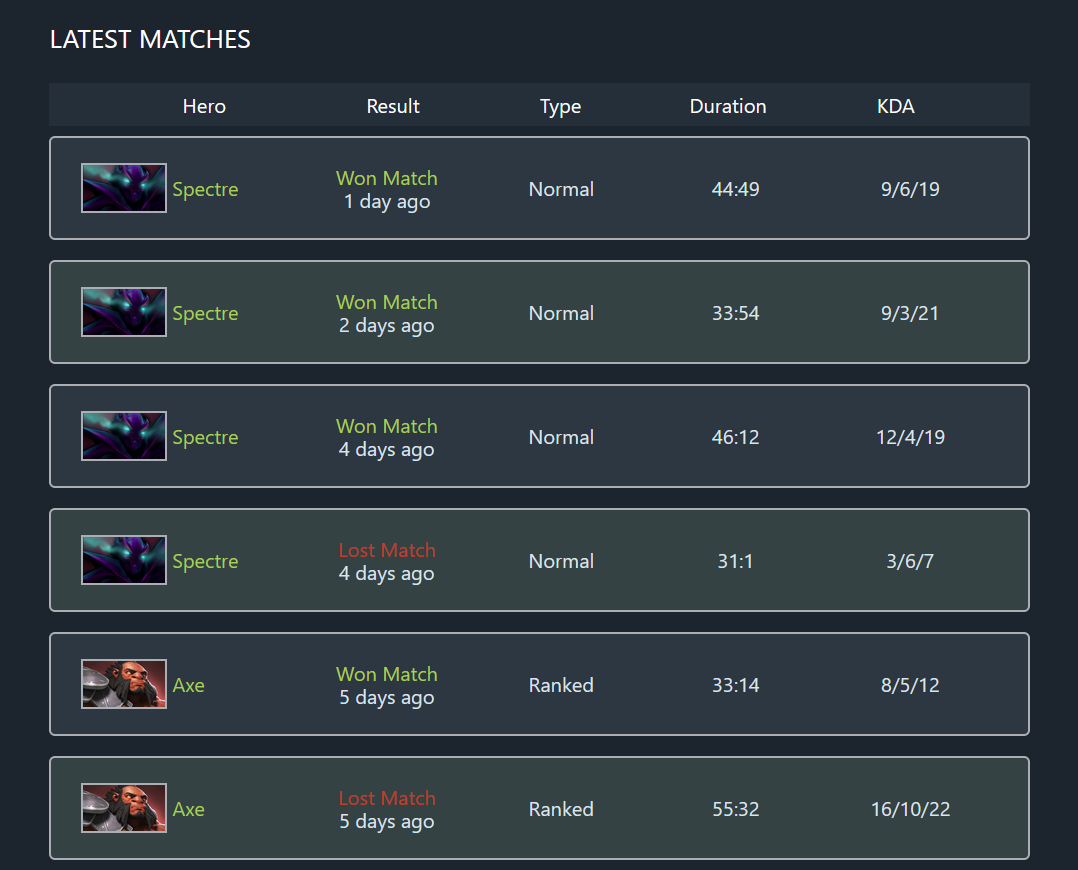 LATEST MATCHES
Hero Result Type Duration KDA
Spectre Won Match Normal 44:49 9/6/19
1 day ago
Spectre Won Match Normal 33:54 9/3/21
2 days ago
Spectre Won Match Normal 46:12 12/4/19
4 days ago
Spectre Lost Match Normal 31:1 3/6/7
4 days ago
Axe Won Match Ranked 33:14 8/5/12
5 days ago
Axe Lost Match Ranked 55:32 16/10/22
5 days ago